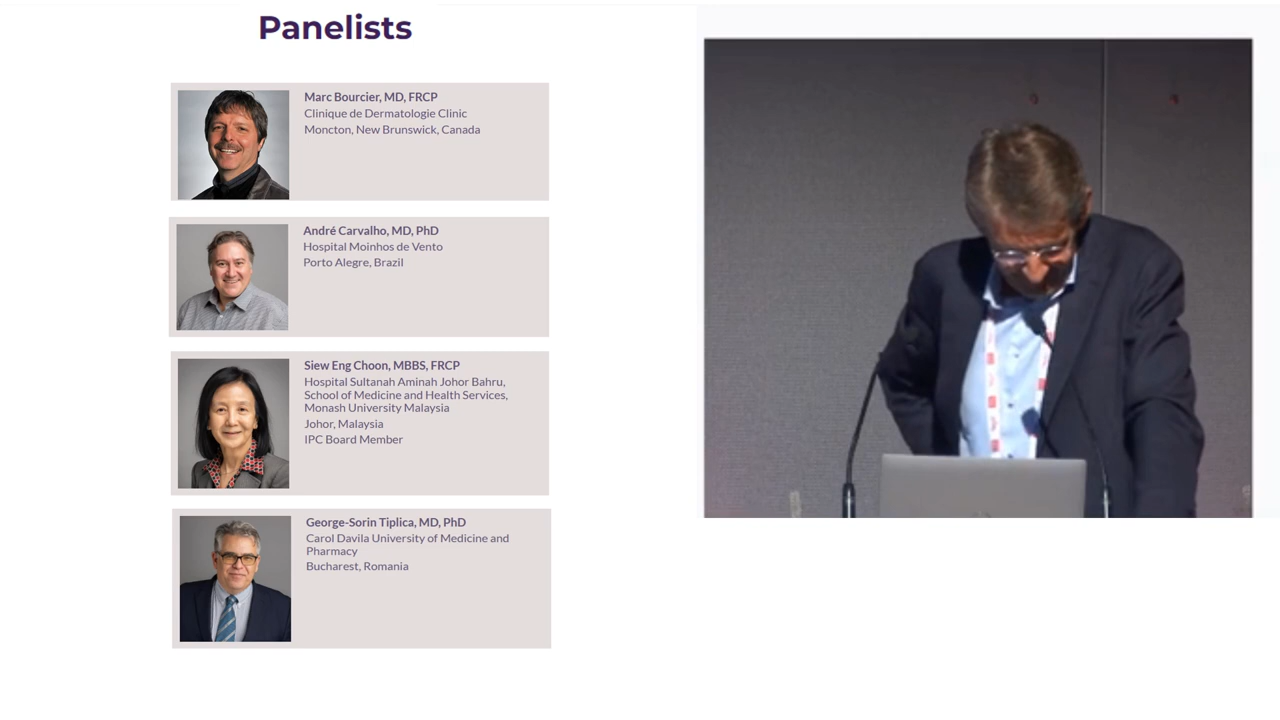 Panelists
Marc Bourcier, MD, FRCP
Clinique de Dermatologie Clinic
Moncton, New Brunswick, Canada
André Carvalho, MD, PhD
Hospital Moinhos de Vento
Porto Alegre, Brazil
Siew Eng Choon, MBBS, FRCP
Hospital Sultanah Aminah Johor Bahru,
School of Medicine and Health Services,
Monash University Malaysia
Johor, Malaysia
IPC Board Member
George-Sorin Tiplica, MD, PhD
Carol Davila University of Medicine and
Pharmacy
Bucharest, Romania